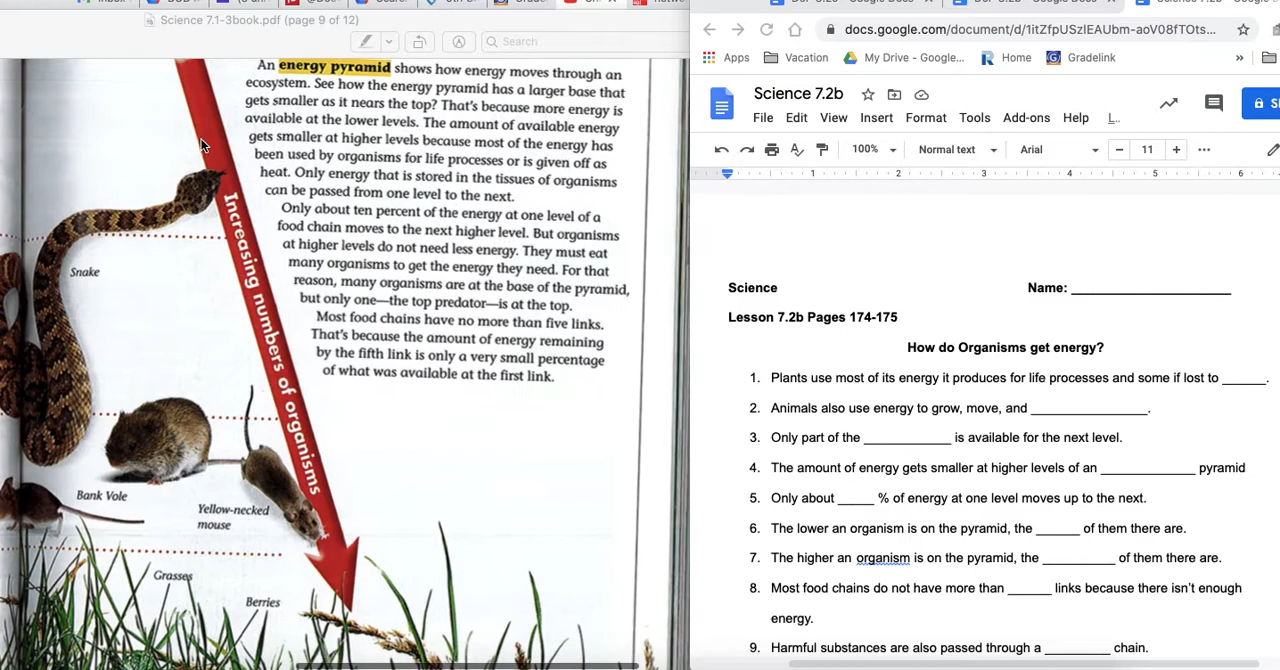 Science 7.1-3book.pdf (page 9 of 12)
Search
An energy pyramid shows how energy moves through an
ecosystem. See how the energy pyramid has a larger base that
gets smaller as it nears the top? That's because more energy is
available at the lower levels. The amount of available energy
gets smaller at higher levels because most of the energy has
been used by organisms for life processes or is given off as
heat. Only energy that is stored in the tissues of organisms
can be passed from one level to the next.
Only about ten percent of the energy at one level of a
food chain moves to the next higher level. But organisms
at higher levels do not need less energy. They must eat
many organisms to get the energy they need. For that
reason, many organisms are at the base of the pyramid,
but only one—the top predator—is at the top.
Most food chains have no more than five links.
That's because the amount of energy remaining
by the fifth link is only a very small percentage
of what was available at the first link.
Increasing numbers of organisms
Snake
Bank Vole
Yellow-necked
mouse
Grasses
Berries
docs.google.com/document/d/1itZfpUSzIEAUbm-aoV08fTOts...
Apps Vacation My Drive - Google... Home Gradelink »
Science 7.2b
File Edit View Insert Format Tools Add-ons Help L...
100% Normal text Arial 11
1 2 3 4 5 6
Science Name: ____________________
Lesson 7.2b Pages 174-175
How do Organisms get energy?
1. Plants use most of its energy it produces for life processes and some if lost to ______.
2. Animals also use energy to grow, move, and ________________.
3. Only part of the ____________ is available for the next level.
4. The amount of energy gets smaller at higher levels of an _____________ pyramid
5. Only about _____ % of energy at one level moves up to the next.
6. The lower an organism is on the pyramid, the ______ of them there are.
7. The higher an organism is on the pyramid, the __________ of them there are.
8. Most food chains do not have more than ______ links because there isn't enough
energy.
9. Harmful substances are also passed through a _________ chain.